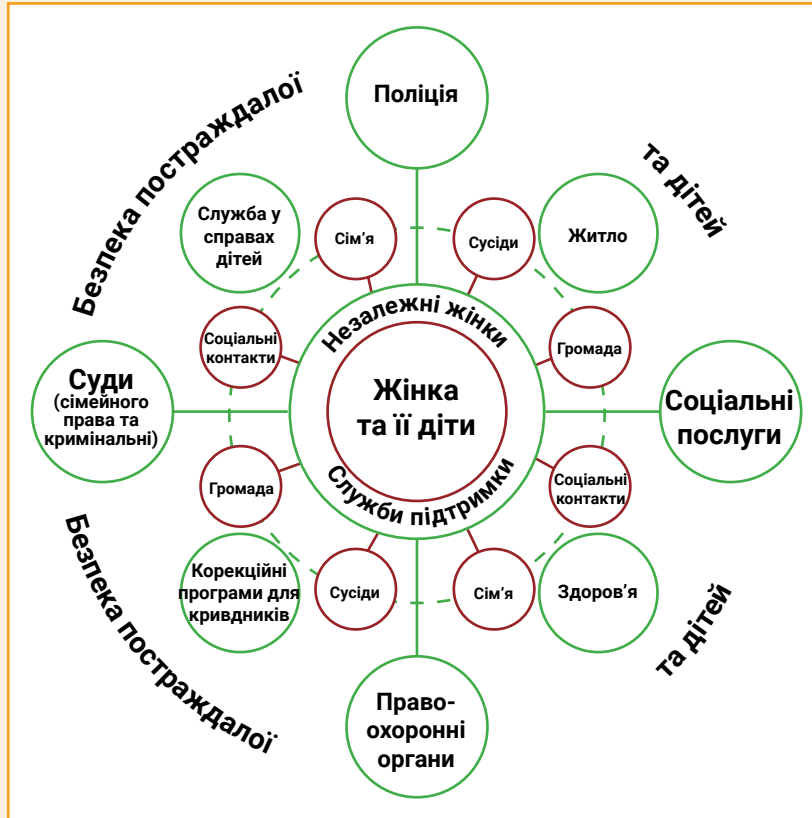 Безпека постраждалої
та дітей
Поліція
Служба у
справах
дітей
Сім’я
Сусіди
Житло
Соціальні
контакти
Незалежні жінки
Громада
Суди
(сімейного
права та
кримінальні)
Жінка
та її діти
Соціальні
послуги
Громада
Служби підтримки
Соціальні
контакти
Корекційні
програми для
кривдників
Сусіди
Сім’я
Здоров’я
Право-
охоронні
органи
Безпека постраждалої
та дітей